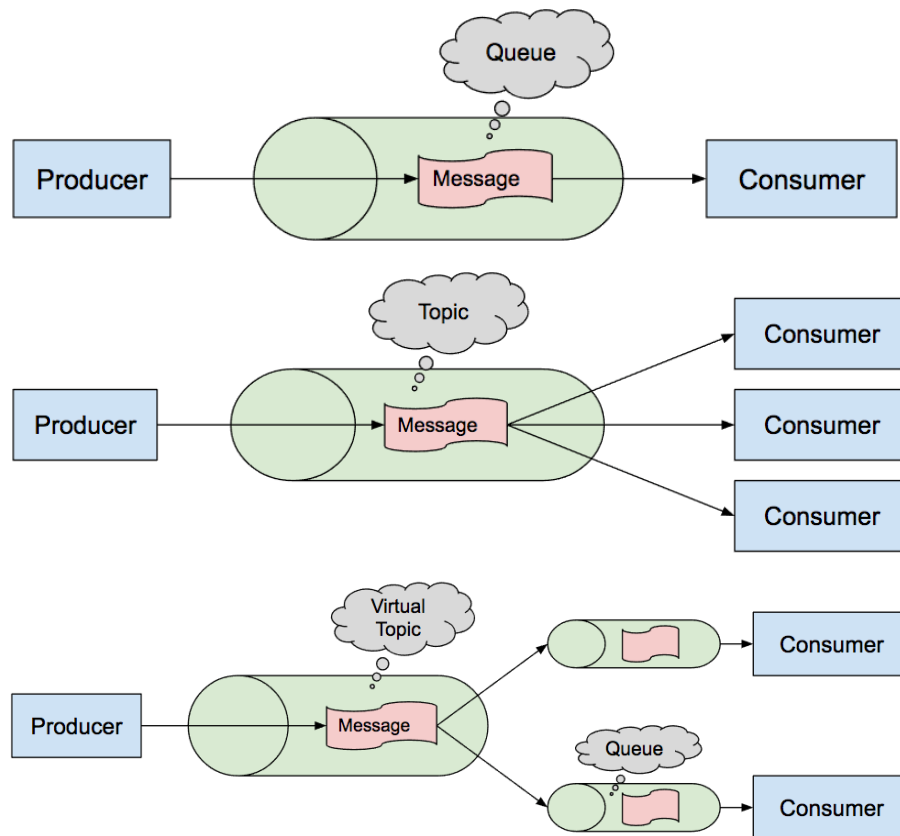 Queue
Producer
Message
Consumer
Topic
Consumer
Producer
Message
Consumer
Consumer
Virtual
Topic
Consumer
Producer
Message
Queue
Consumer